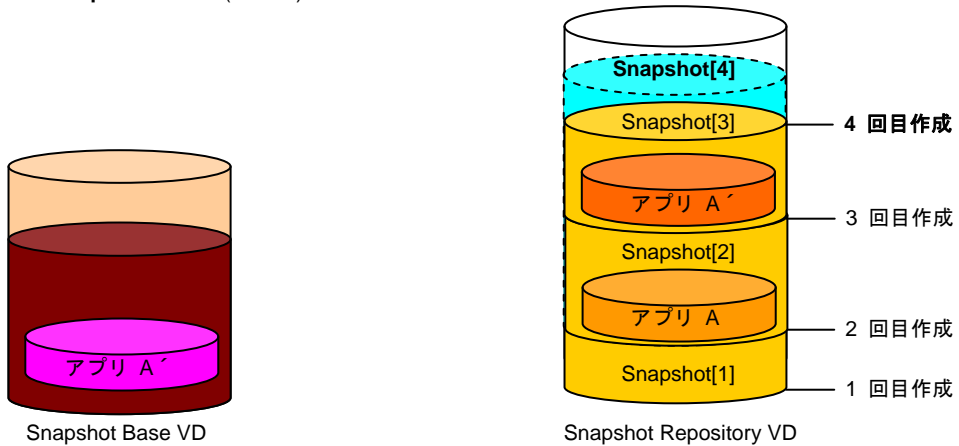 Snapshot[4]
Snapshot[3]
4 回目作成
アプリ A´
3 回目作成
Snapshot[2]
アプリ A
2 回目作成
アプリ A´
Snapshot[1]
1 回目作成
Snapshot Base VD
Snapshot Repository VD